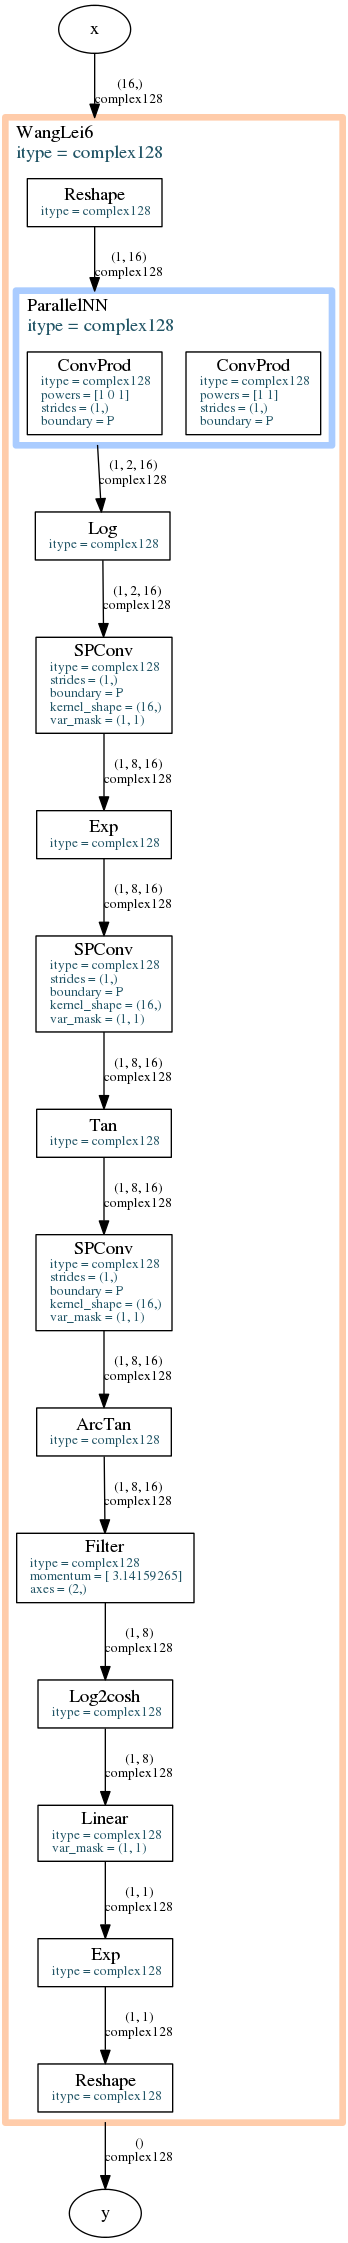 x
(16,)
complex128
WangLei6
itype = complex128
Reshape
itype = complex128
(1, 16)
complex128
ParallelNN
itype = complex128
ConvProd
itype = complex128
powers = [1 0 1]
strides = (1,)
boundary = P
ConvProd
itype = complex128
powers = [1 1]
strides = (1,)
boundary = P
(1, 2, 16)
complex128
Log
itype = complex128
(1, 2, 16)
complex128
SPConv
itype = complex128
strides = (1,)
boundary = P
kernel_shape = (16,)
var_mask = (1, 1)
(1, 8, 16)
complex128
Exp
itype = complex128
(1, 8, 16)
complex128
SPConv
itype = complex128
strides = (1,)
boundary = P
kernel_shape = (16,)
var_mask = (1, 1)
(1, 8, 16)
complex128
Tan
itype = complex128
(1, 8, 16)
complex128
SPConv
itype = complex128
strides = (1,)
boundary = P
kernel_shape = (16,)
var_mask = (1, 1)
(1, 8, 16)
complex128
ArcTan
itype = complex128
(1, 8, 16)
complex128
Filter
itype = complex128
momentum = [ 3.14159265]
axes = (2,)
(1, 8)
complex128
Log2cosh
itype = complex128
(1, 8)
complex128
Linear
itype = complex128
var_mask = (1, 1)
(1, 1)
complex128
Exp
itype = complex128
(1, 1)
complex128
Reshape
itype = complex128
()
complex128
y